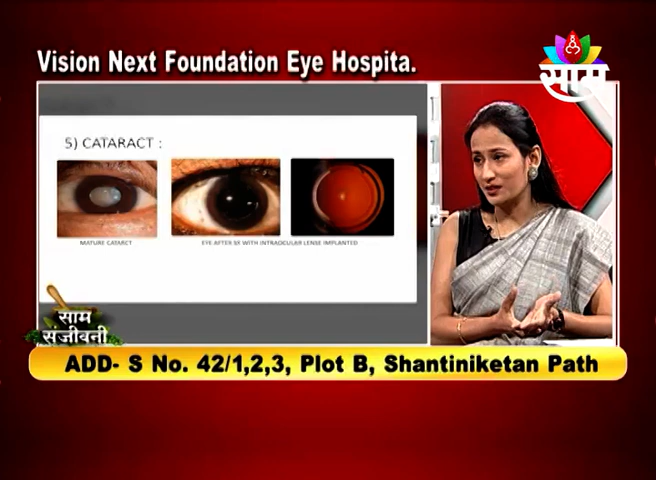 Vision Next Foundation Eye Hospita.
साम
5) CATARACT :
MATURE CATARCT
EYE AFTER SX WITH INTRAOCULAR LENSE IMPLANTED
साम
संजीवनी
ADD- S No. 42/1,2,3, Plot B, Shantiniketan Path